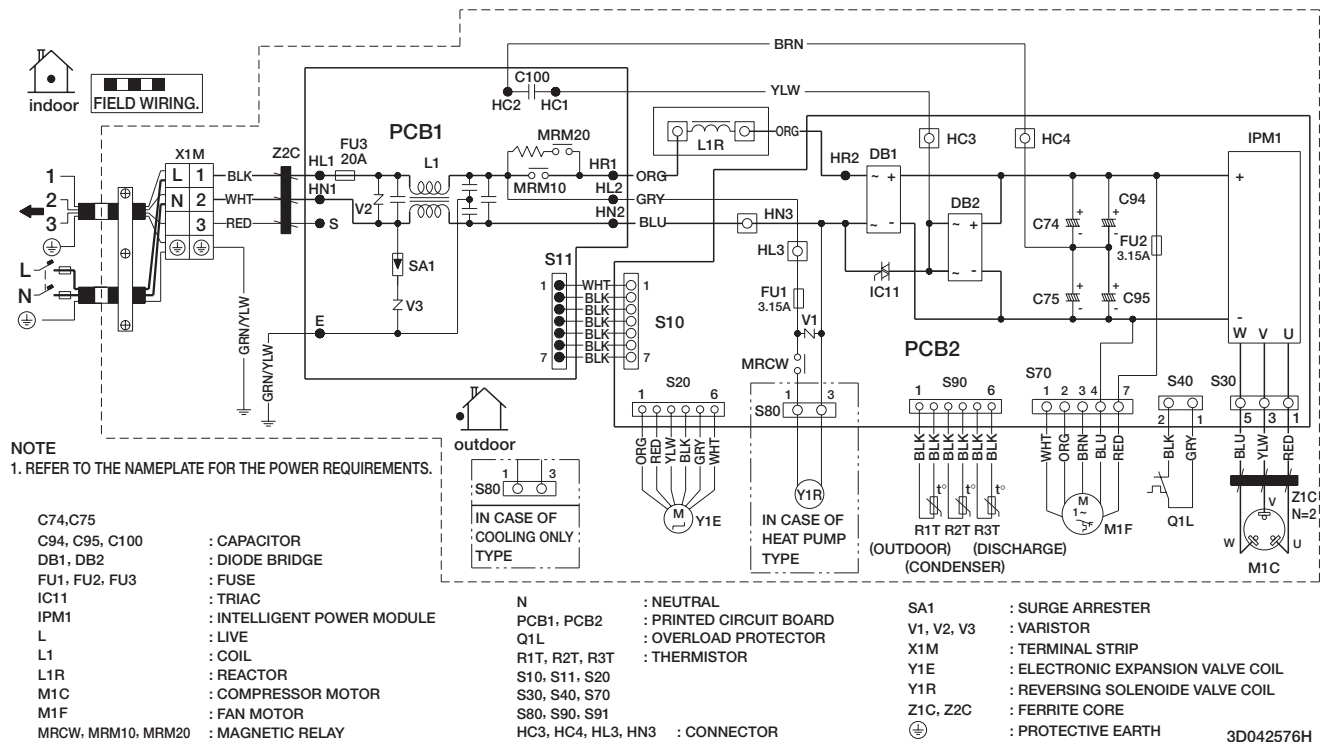 BRN
C100
HC2 HC1
YLW
indoor
FIELD WIRING.
PCB1
MRM20
MRM10
L1R
ORG
HC3
HC4
IPM1
X1M
Z2C
HL1
FU3
20A
L1
HR1
ORG
HR2
DB1
1
2
3
L 1
N 2
3
BLK
WHT
RED
HN1
S
V2
HL2
GRY
HN2
BLU
HN3
DB2
C74
C94
FU2
3.15A
+
-
~
~
+
-
~
~
+
-
SA1
V3
HL3
IC11
C75
C95
L
N
S11
1
WHT
BLK
BLK
BLK
BLK
BLK
BLK
7
1
7
S10
FU1
3.15A
V1
MRCW
PCB2
W V U
E
GRN/YLW
GRN/YLW
outdoor
S20
1 6
ORG
RED
YLW
BLK
GRY
WHT
M
Y1E
S80
1 3
Y1R
IN CASE OF
HEAT PUMP
TYPE
S80
1 3
IN CASE OF
COOLING ONLY
TYPE
S90
1 6
BLK
BLK
BLK
BLK
BLK
BLK
t° t° t°
R1T R2T R3T
(OUTDOOR) (DISCHARGE)
(CONDENSER)
S70
1 2 3 4 7
WHT
ORG
BRN
BLU
RED
M
1~
M1F
S40
2 1
BLK
GRY
Q1L
S30
5 3 1
BLU
YLW
RED
Z1C
N=2
V
W U
M1C
NOTE
1. REFER TO THE NAMEPLATE FOR THE POWER REQUIREMENTS.
C74,C75
C94, C95, C100 : CAPACITOR
DB1, DB2 : DIODE BRIDGE
FU1, FU2, FU3 : FUSE
IC11 : TRIAC
IPM1 : INTELLIGENT POWER MODULE
L : LIVE
L1 : COIL
L1R : REACTOR
M1C : COMPRESSOR MOTOR
M1F : FAN MOTOR
MRCW, MRM10, MRM20 : MAGNETIC RELAY
N : NEUTRAL
PCB1, PCB2 : PRINTED CIRCUIT BOARD
Q1L : OVERLOAD PROTECTOR
R1T, R2T, R3T : THERMISTOR
S10, S11, S20
S30, S40, S70
S80, S90, S91
HC3, HC4, HL3, HN3 : CONNECTOR
SA1 : SURGE ARRESTER
V1, V2, V3 : VARISTOR
X1M : TERMINAL STRIP
Y1E : ELECTRONIC EXPANSION VALVE COIL
Y1R : REVERSING SOLENOIDE VALVE COIL
Z1C, Z2C : FERRITE CORE
: PROTECTIVE EARTH
3D042576H